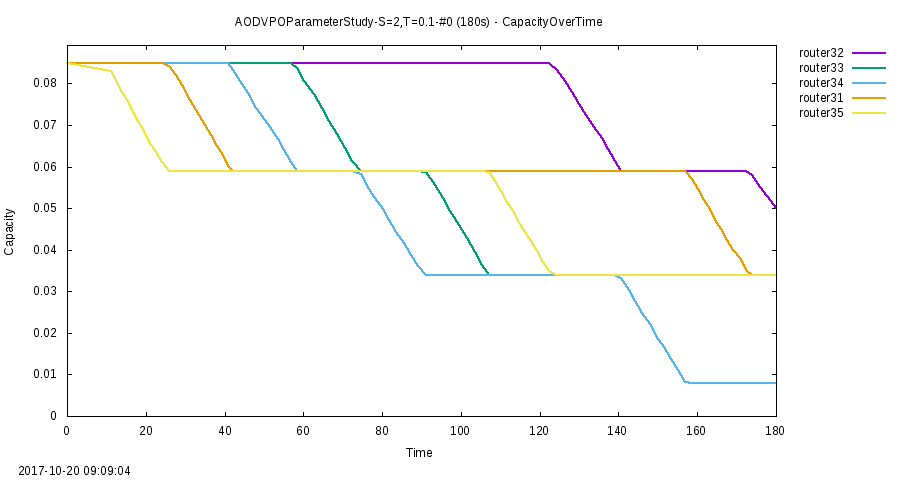 AODVPOParameterStudy-S=2,T=0.1-#0 (180s) - CapacityOverTime
router32
router33
router34
router31
router35
0.08
0.07
0.06
0.05
0.04
0.03
0.02
0.01
0
Capacity
0 20 40 60 80 100 120 140 160 180
Time
2017-10-20 09:09:04